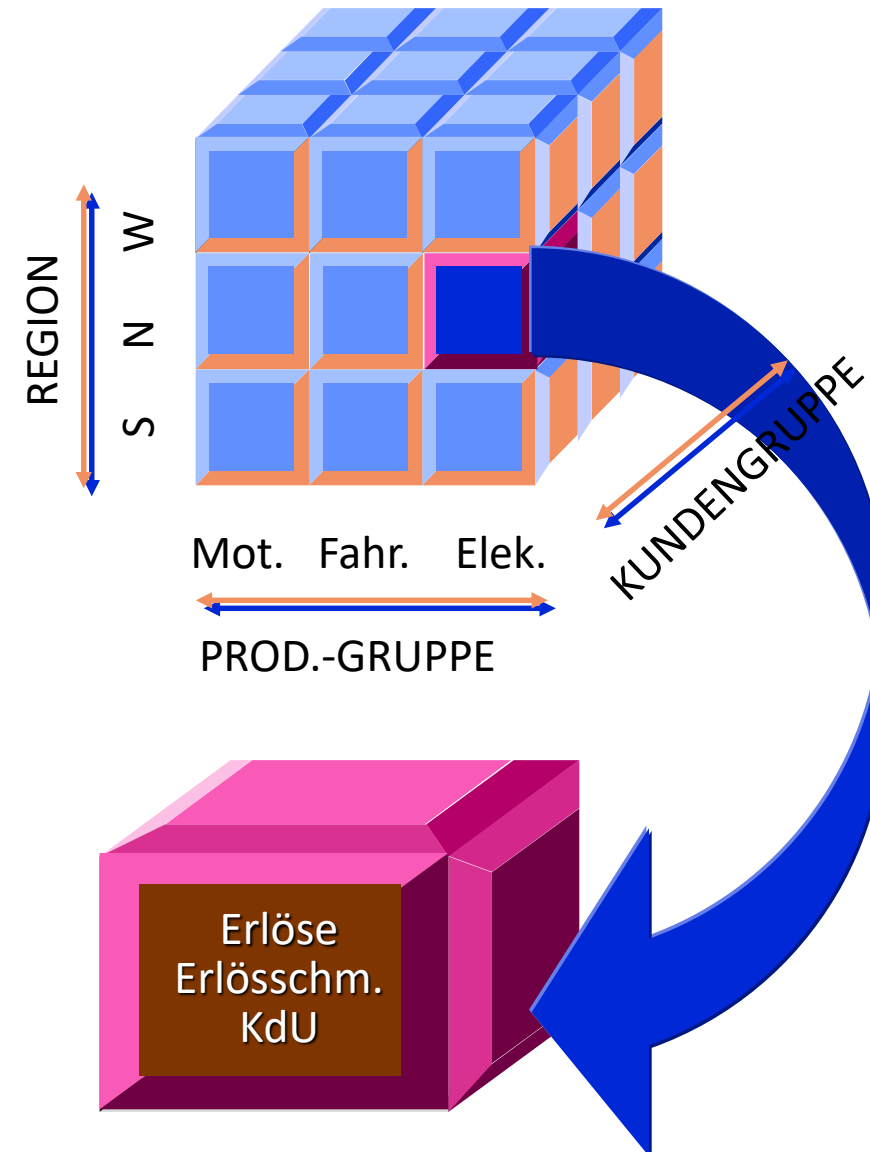 REGION
W
N
S
Mot. Fahr. Elek.
PROD.-GRUPPE
KUNDENGRUPPE
Erlöse
Erlösschm.
KdU